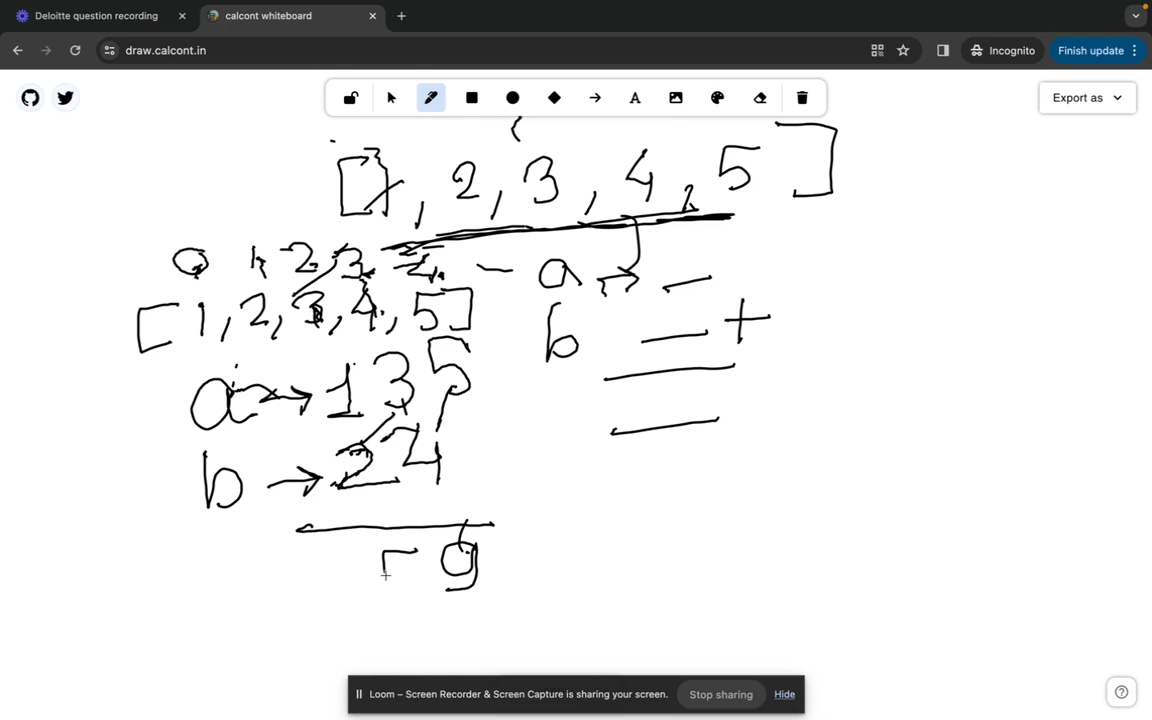 Deloitte question recording
calcont whiteboard
draw.calcont.in
Incognito
Finish update
A
Export as
, 2, 3, 4, 5 ]
0 1 2 3 4 - a →
[1, 2, 3, 4, 5]
b +
a → 1 3 5
b → 2 4
9
Loom – Screen Recorder & Screen Capture is sharing your screen.
Stop sharing
Hide